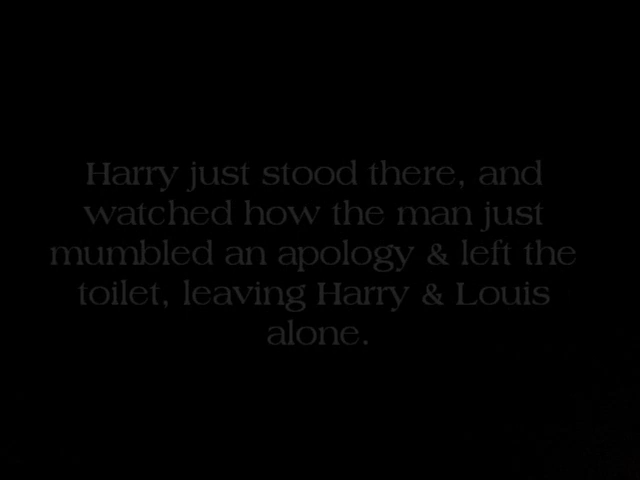 Harry just stood there, and
watched how the man just
mumbled an apology & left the
toilet, leaving Harry & Louis
alone.